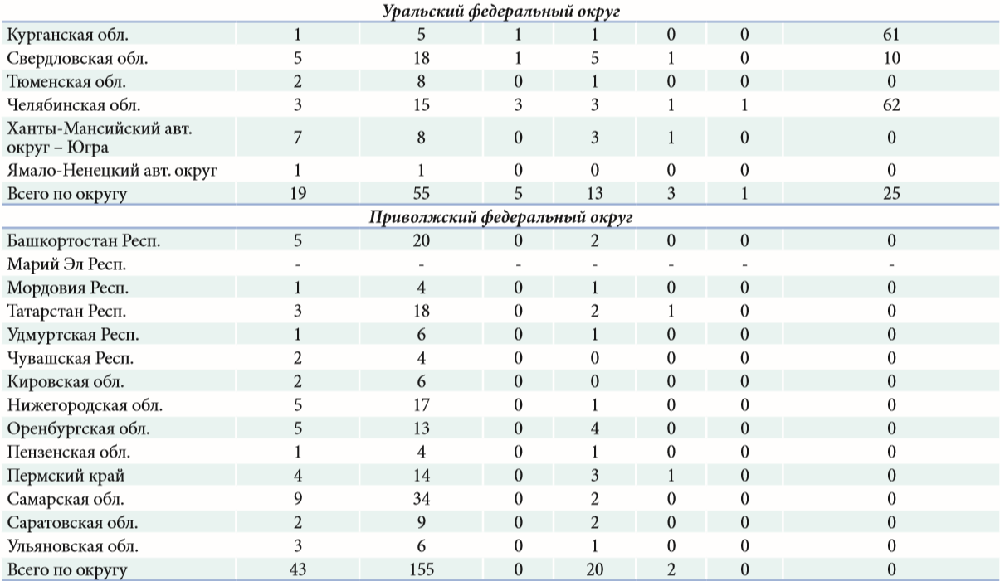 Уральский федеральный округ
Курганская обл. 1 5 1 1 0 0 61
Свердловская обл. 5 18 1 5 1 0 10
Тюменская обл. 2 8 0 1 0 0 0
Челябинская обл. 3 15 3 3 1 1 62
Ханты-Мансийский авт.
округ – Югра 7 8 0 3 1 0 0
Ямало-Ненецкий авт. округ 1 1 0 0 0 0 0
Всего по округу 19 55 5 13 3 1 25
Приволжский федеральный округ
Башкортостан Респ. 5 20 0 2 0 0 0
Марий Эл Респ. - - - - - - -
Мордовия Респ. 1 4 0 1 0 0 0
Татарстан Респ. 3 18 0 2 1 0 0
Удмуртская Респ. 1 6 0 1 0 0 0
Чувашская Респ. 2 4 0 0 0 0 0
Кировская обл. 2 6 0 0 0 0 0
Нижегородская обл. 5 17 0 1 0 0 0
Оренбургская обл. 5 13 0 4 0 0 0
Пензенская обл. 1 4 0 1 0 0 0
Пермский край 4 14 0 3 1 0 0
Самарская обл. 9 34 0 2 0 0 0
Саратовская обл. 2 9 0 2 0 0 0
Ульяновская обл. 3 6 0 1 0 0 0
Всего по округу 43 155 0 20 2 0 0